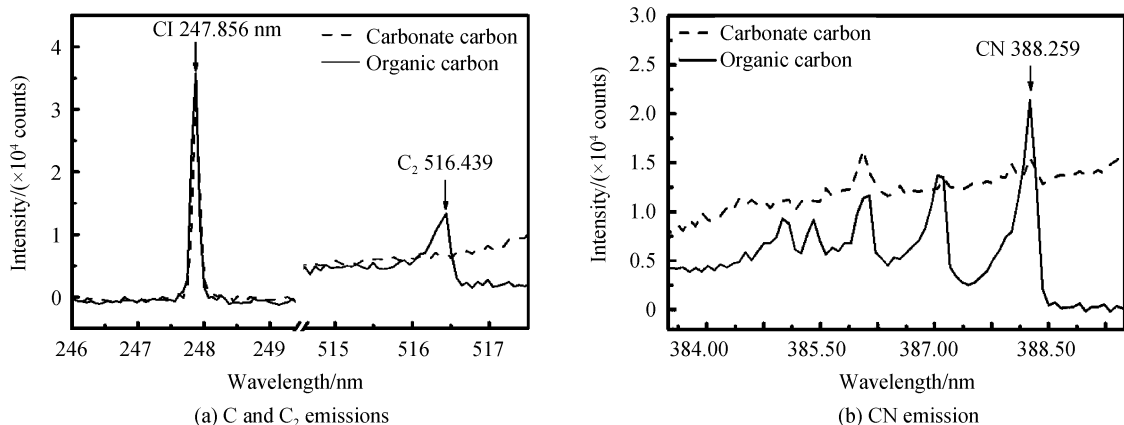 CI 247.856 nm
Carbonate carbon
Organic carbon
C₂ 516.439
Intensity/(×10⁴ counts)
4
3
2
1
0
246 247 248 249 515 516 517
Wavelength/nm
(a) C and C₂ emissions
3.0
2.5
2.0
1.5
1.0
0.5
0
Carbonate carbon
Organic carbon
CN 388.259
Intensity/(×10⁴ counts)
384.00 385.50 387.00 388.50
Wavelength/nm
(b) CN emission